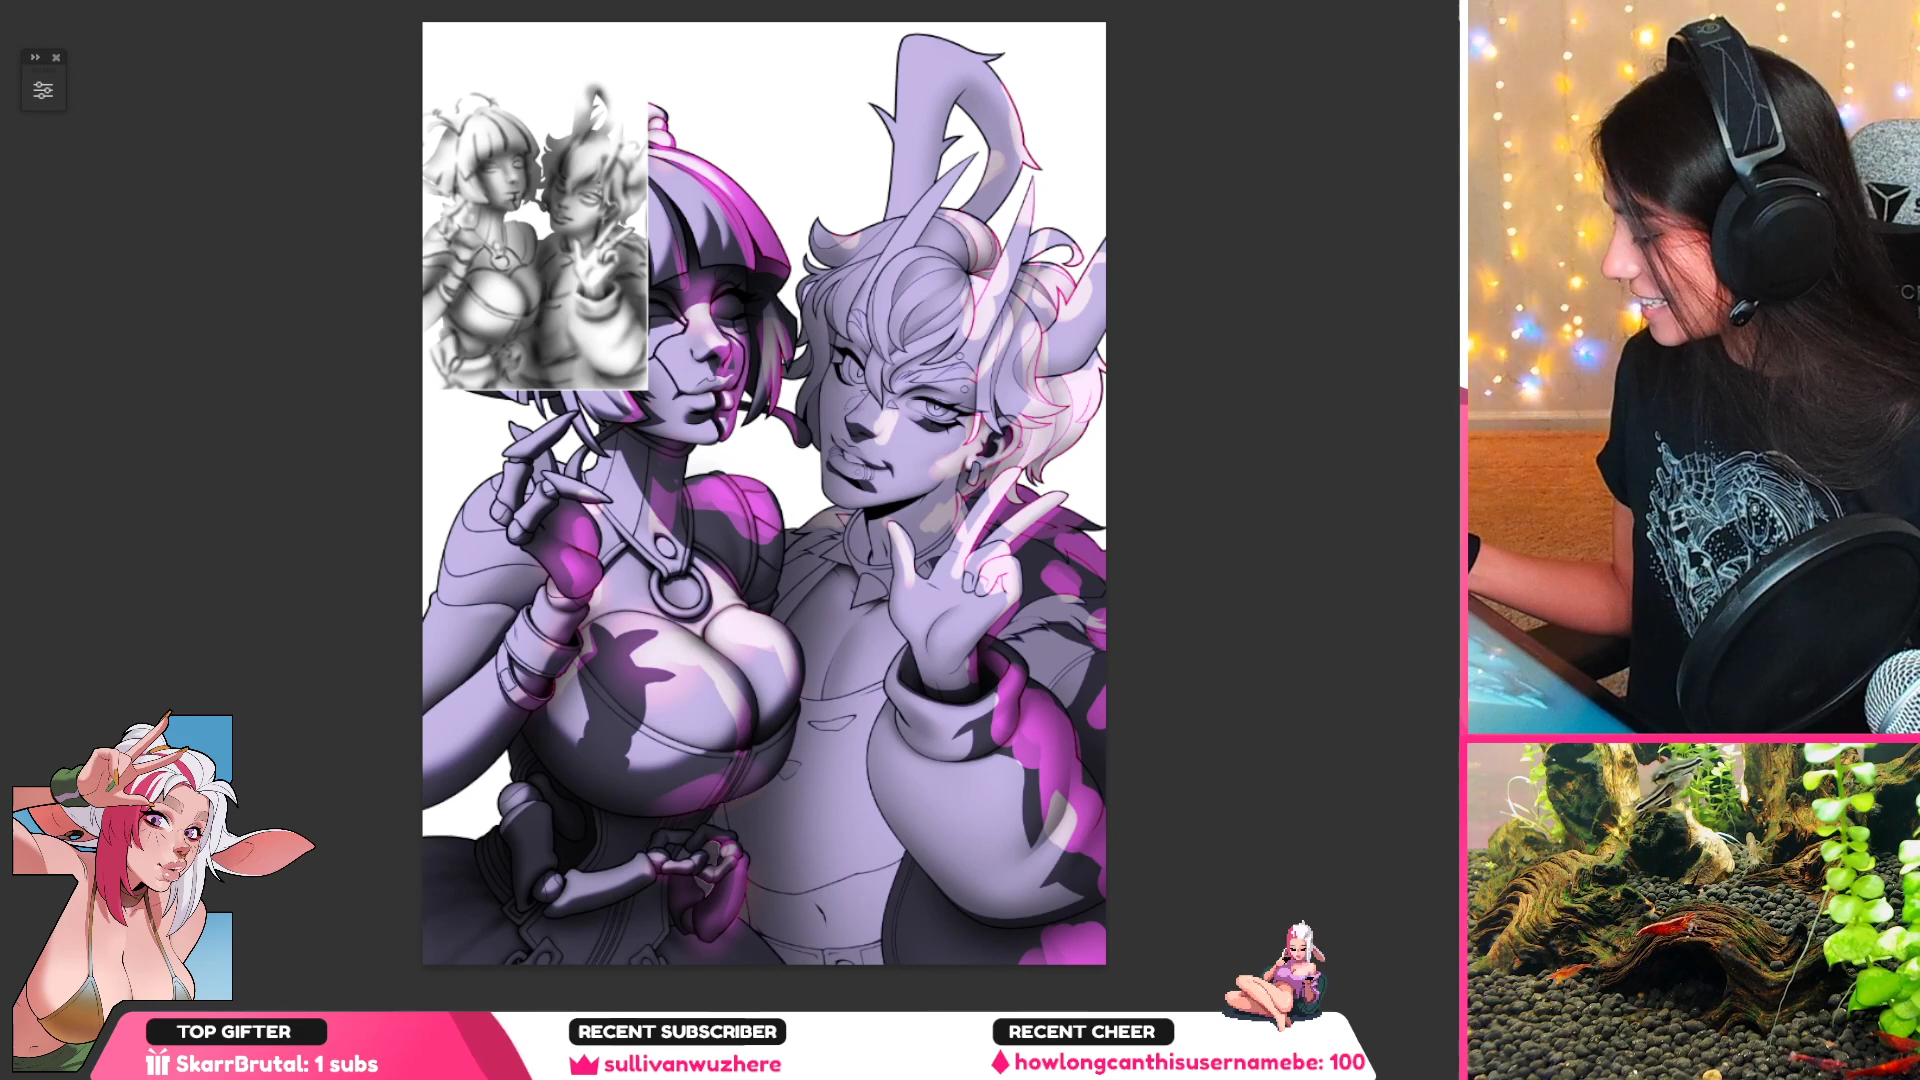 TOP GIFTER
SkarrBrutal: 1 subs
RECENT SUBSCRIBER
sullivanwuzhere
RECENT CHEER
howlongcanthisusernamebe: 100